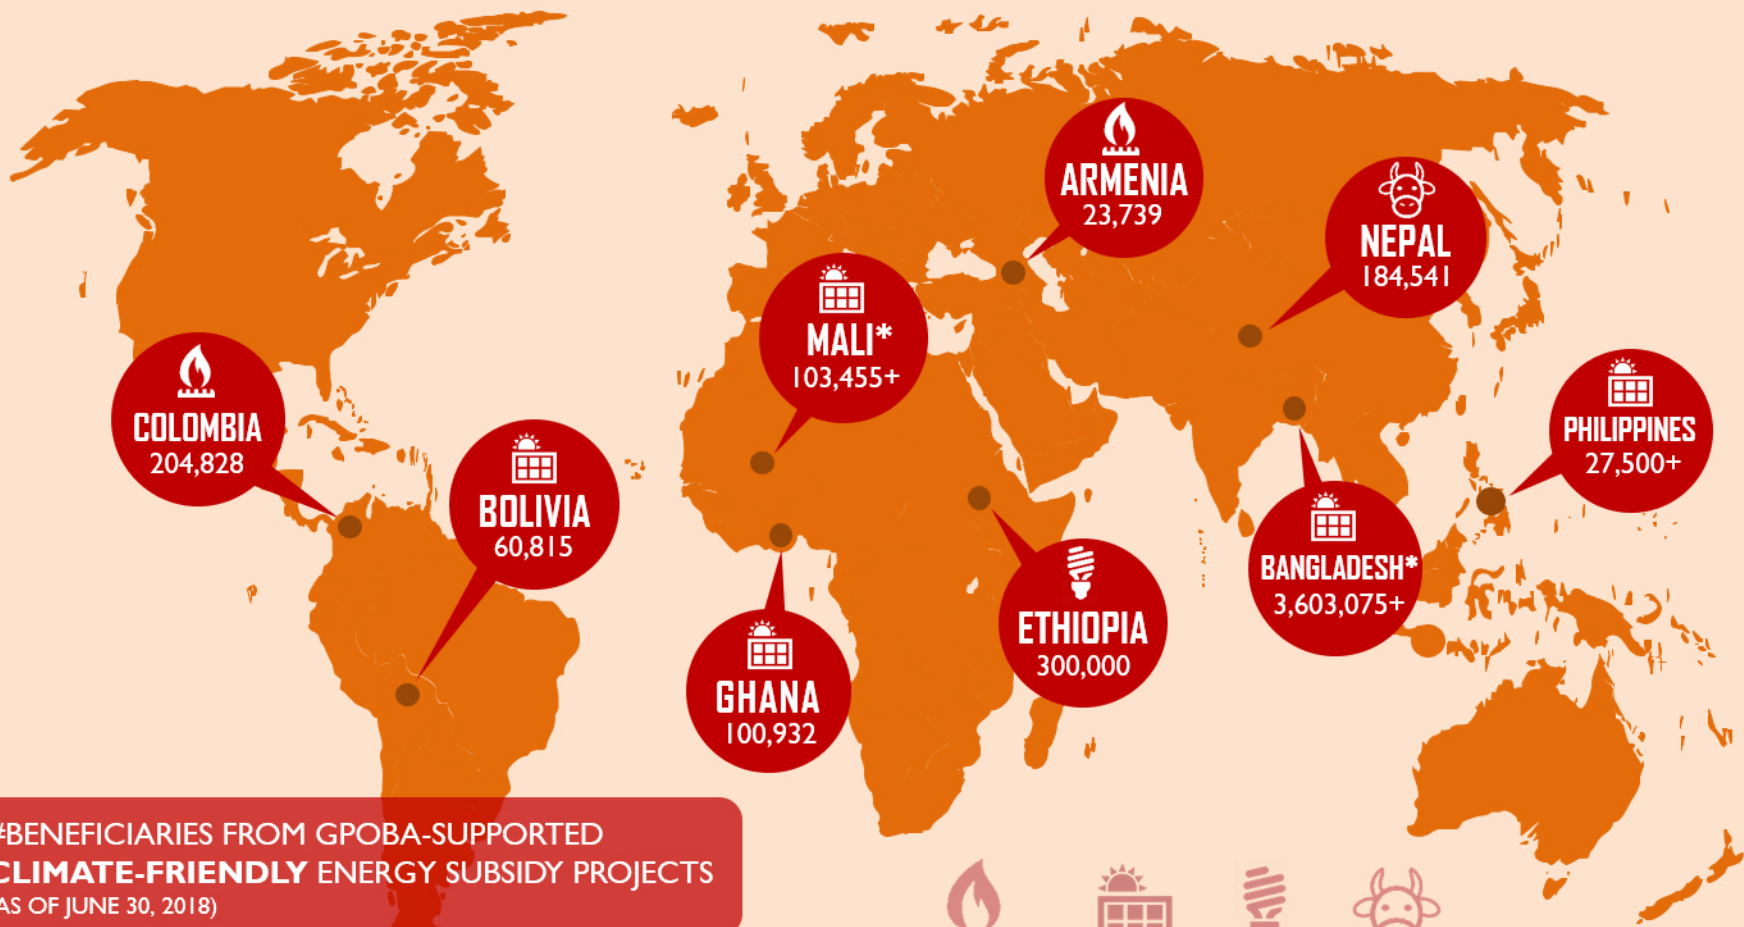 ARMENIA
23,739
NEPAL
184,541
MALI*
103,455+
COLOMBIA
204,828
PHILIPPINES
27,500+
BOLIVIA
60,815
BANGLADESH*
3,603,075+
ETHIOPIA
300,000
GHANA
100,932
#BENEFICIARIES FROM GPOBA-SUPPORTED
CLIMATE-FRIENDLY ENERGY SUBSIDY PROJECTS
AS OF JUNE 30, 2018)